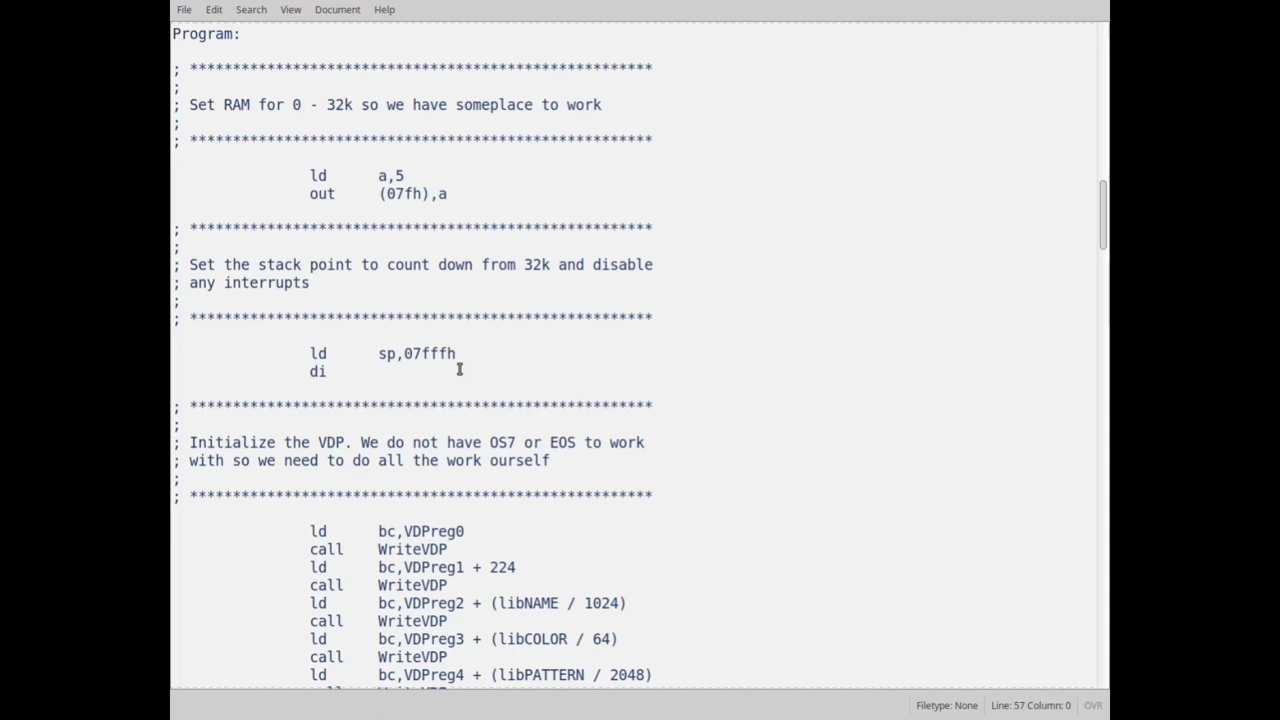 File Edit Search View Document Help
Program:
; ******************************************************
;
; Set RAM for 0 - 32k so we have someplace to work
;
; ******************************************************
ld a,5
out (07fh),a
; ******************************************************
;
; Set the stack point to count down from 32k and disable
; any interrupts
;
; ******************************************************
ld sp,07fffh
di
; ******************************************************
;
; Initialize the VDP. We do not have OS7 or EOS to work
; with so we need to do all the work ourself
;
; ******************************************************
ld bc,VDPreg0
call WriteVDP
ld bc,VDPreg1 + 224
call WriteVDP
ld bc,VDPreg2 + (libNAME / 1024)
call WriteVDP
ld bc,VDPreg3 + (libCOLOR / 64)
call WriteVDP
ld bc,VDPreg4 + (libPATTERN / 2048)
Filetype: None Line: 57 Column: 0 OVR